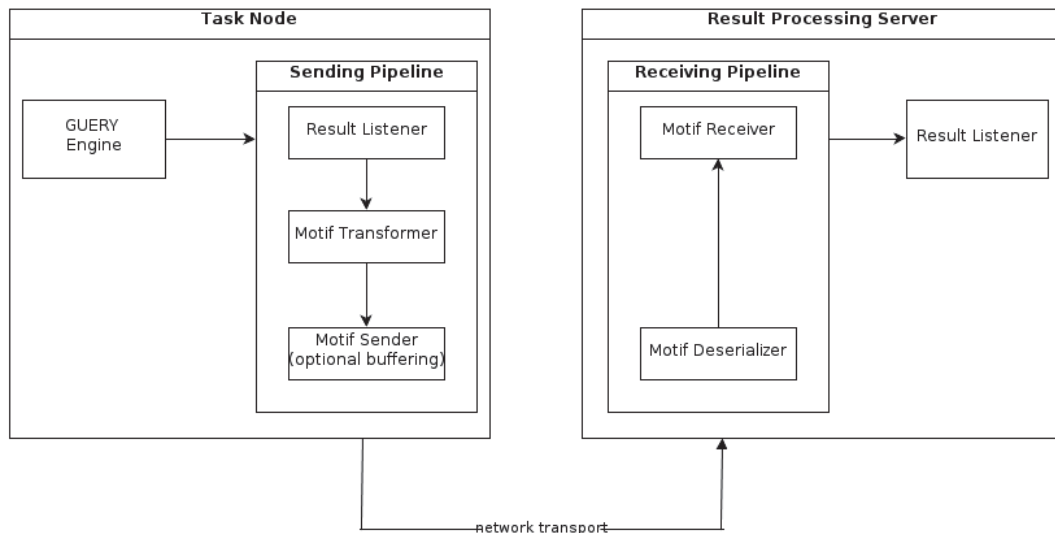 Task Node
Sending Pipeline
GUERY
Engine
Result Listener
Motif Transformer
Motif Sender
(optional buffering)
Result Processing Server
Receiving Pipeline
Motif Receiver
Motif Deserializer
Result Listener
network transport